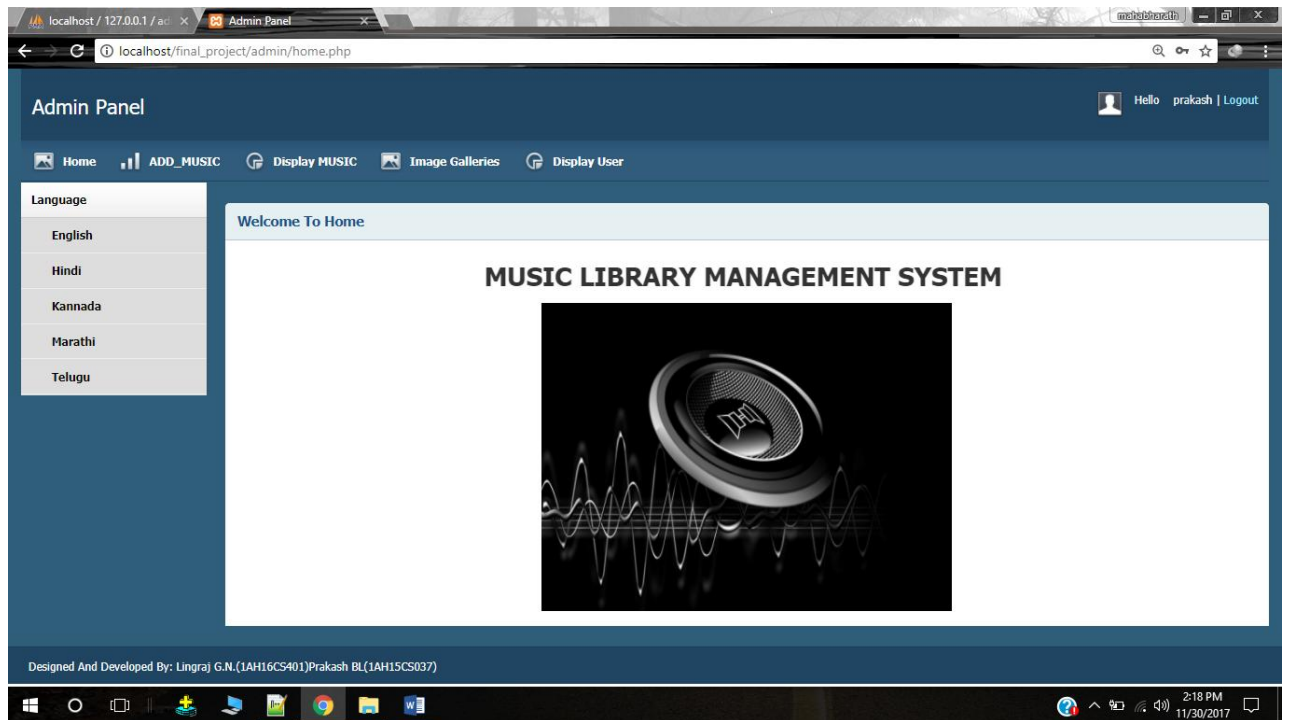 localhost / 127.0.0.1 / ac
Admin Panel
mahabharath
localhost/final_project/admin/home.php
Admin Panel
Hello prakash | Logout
Home ADD_MUSIC Display MUSIC Image Galleries Display User
Language
English
Hindi
Kannada
Marathi
Telugu
Welcome To Home
MUSIC LIBRARY MANAGEMENT SYSTEM
Designed And Developed By: Lingraj G.N.(1AH16CS401)Prakash BL(1AH15CS037)
2:18 PM
11/30/2017